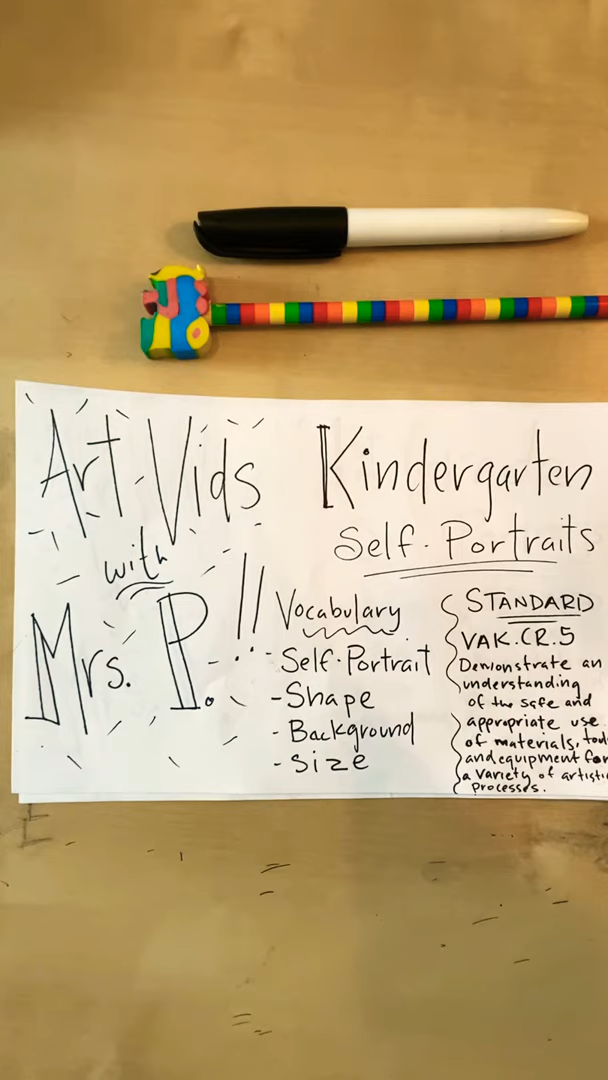 Art Vids
with
Mrs. P.!!
Kindergarten
Self-Portraits
Vocabulary
- Self-Portrait
- Shape
- Background
- Size
STANDARD
VAK.CR.5
Demonstrate an
understanding
of the safe and
appropriate use
of materials, tools
and equipment for
a variety of artistic
processes.